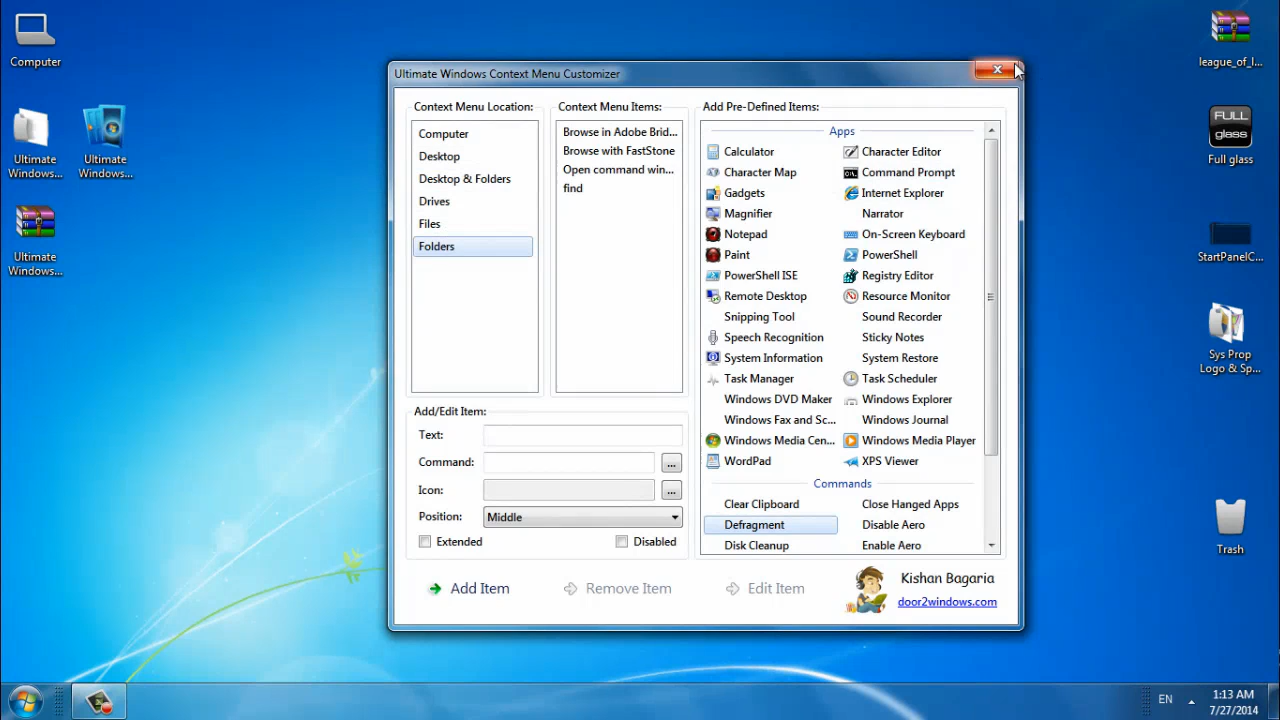 Computer
Ultimate
Windows...
Ultimate
Windows...
Ultimate
Windows...
Ultimate Windows Context Menu Customizer
Context Menu Location:
Computer
Desktop
Desktop & Folders
Drives
Files
Folders
Context Menu Items:
Browse in Adobe Brid...
Browse with FastStone
Open command win...
find
Add/Edit Item:
Text:
Command:
...
Icon:
...
Position:
Middle
Extended
Disabled
Add Pre-Defined Items:
Apps
Calculator
Character Editor
Character Map
Command Prompt
Gadgets
Internet Explorer
Magnifier
Narrator
Notepad
On-Screen Keyboard
Paint
PowerShell
PowerShell ISE
Registry Editor
Remote Desktop
Resource Monitor
Snipping Tool
Sound Recorder
Speech Recognition
Sticky Notes
System Information
System Restore
Task Manager
Task Scheduler
Windows DVD Maker
Windows Explorer
Windows Fax and Sc...
Windows Journal
Windows Media Cen...
Windows Media Player
WordPad
XPS Viewer
Commands
Clear Clipboard
Close Hanged Apps
Defragment
Disable Aero
Disk Cleanup
Enable Aero
Add Item
Remove Item
Edit Item
Kishan Bagaria
door2windows.com
league_of_l...
FULL
glass
Full glass
StartPanelC...
Sys Prop
Logo & Sp...
Trash
EN
1:13 AM
7/27/2014